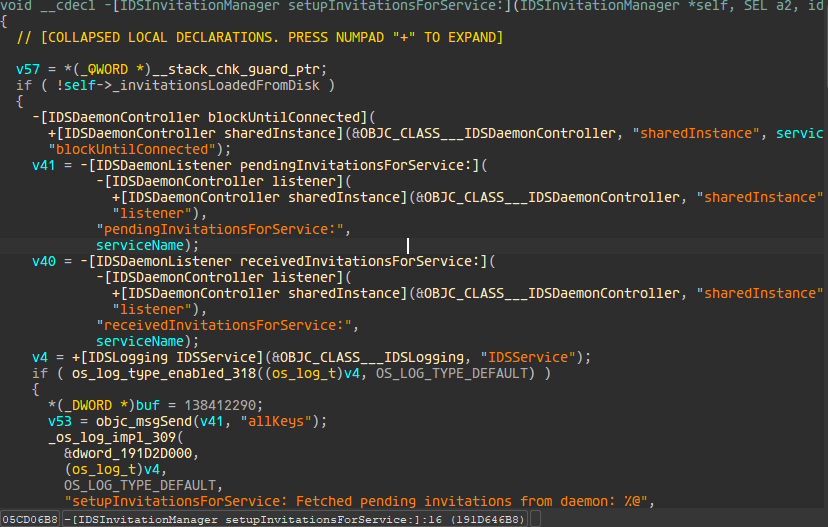 void __cdecl -[IDSInvitationManager setupInvitationsForService:](IDSInvitationManager *self, SEL a2, id
{
// [COLLAPSED LOCAL DECLARATIONS. PRESS NUMPAD "+" TO EXPAND]
v57 = *(_QWORD *)__stack_chk_guard_ptr;
if ( !self->_invitationsLoadedFromDisk )
{
-[IDSDaemonController blockUntilConnected](
+[IDSDaemonController sharedInstance](&OBJC_CLASS___IDSDaemonController, "sharedInstance", servic
"blockUntilConnected");
v41 = -[IDSDaemonListener pendingInvitationsForService:](
-[IDSDaemonController listener](
+[IDSDaemonController sharedInstance](&OBJC_CLASS___IDSDaemonController, "sharedInstance"
"listener"),
"pendingInvitationsForService:",
serviceName);
v40 = -[IDSDaemonListener receivedInvitationsForService:](
-[IDSDaemonController listener](
+[IDSDaemonController sharedInstance](&OBJC_CLASS___IDSDaemonController, "sharedInstance"
"listener"),
"receivedInvitationsForService:",
serviceName);
v4 = +[IDSLogging IDSService](&OBJC_CLASS___IDSLogging, "IDSService");
if ( os_log_type_enabled_318((os_log_t)v4, OS_LOG_TYPE_DEFAULT) )
{
*(_DWORD *)buf = 138412290;
v53 = objc_msgSend(v41, "allKeys");
_os_log_impl_309(
&dword_191D2D000,
(os_log_t)v4,
OS_LOG_TYPE_DEFAULT,
"setupInvitationsForService: Fetched pending invitations from daemon: %@",
05CD06B8 -[IDSInvitationManager setupInvitationsForService:]:16 (191D646B8)